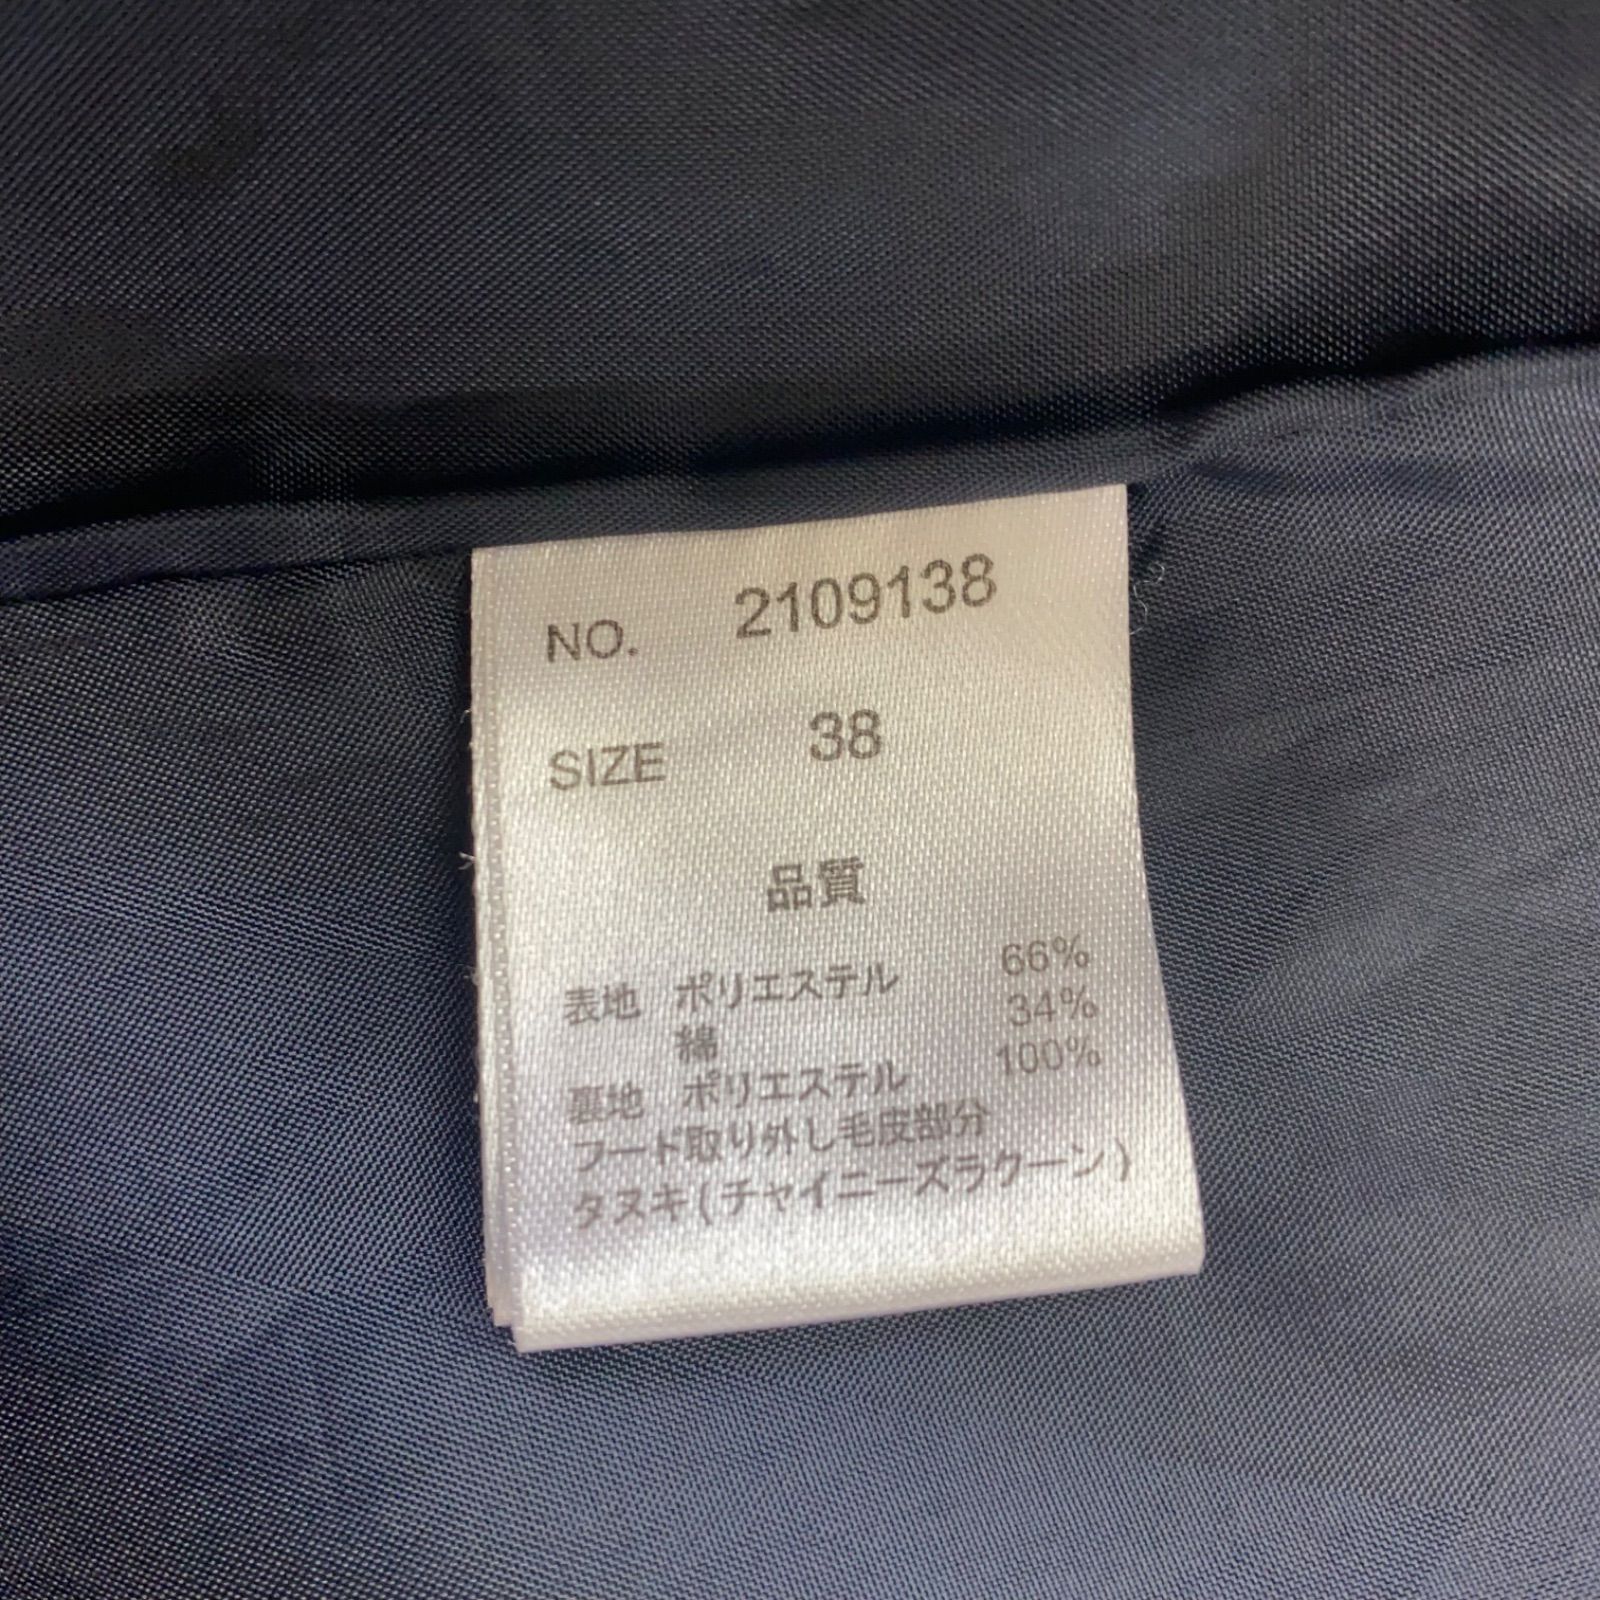 NO. 2109138
SIZE 38
品質
表地 ポリエステル 66%
綿 34%
裏地 ポリエステル 100%
フード取り外し毛皮部分
タヌキ(チャイニーズラクーン)